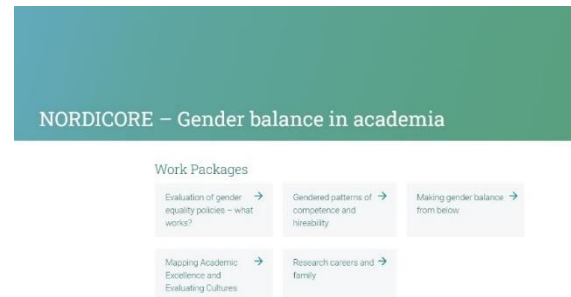 NORDICORE – Gender balance in academia
Work Packages
Evaluation of gender
equality policies – what
works?
Gendered patterns of
competence and
hireability
Making gender balance
from below
Mapping Academic
Excellence and
Evaluating Cultures
Research careers and
family